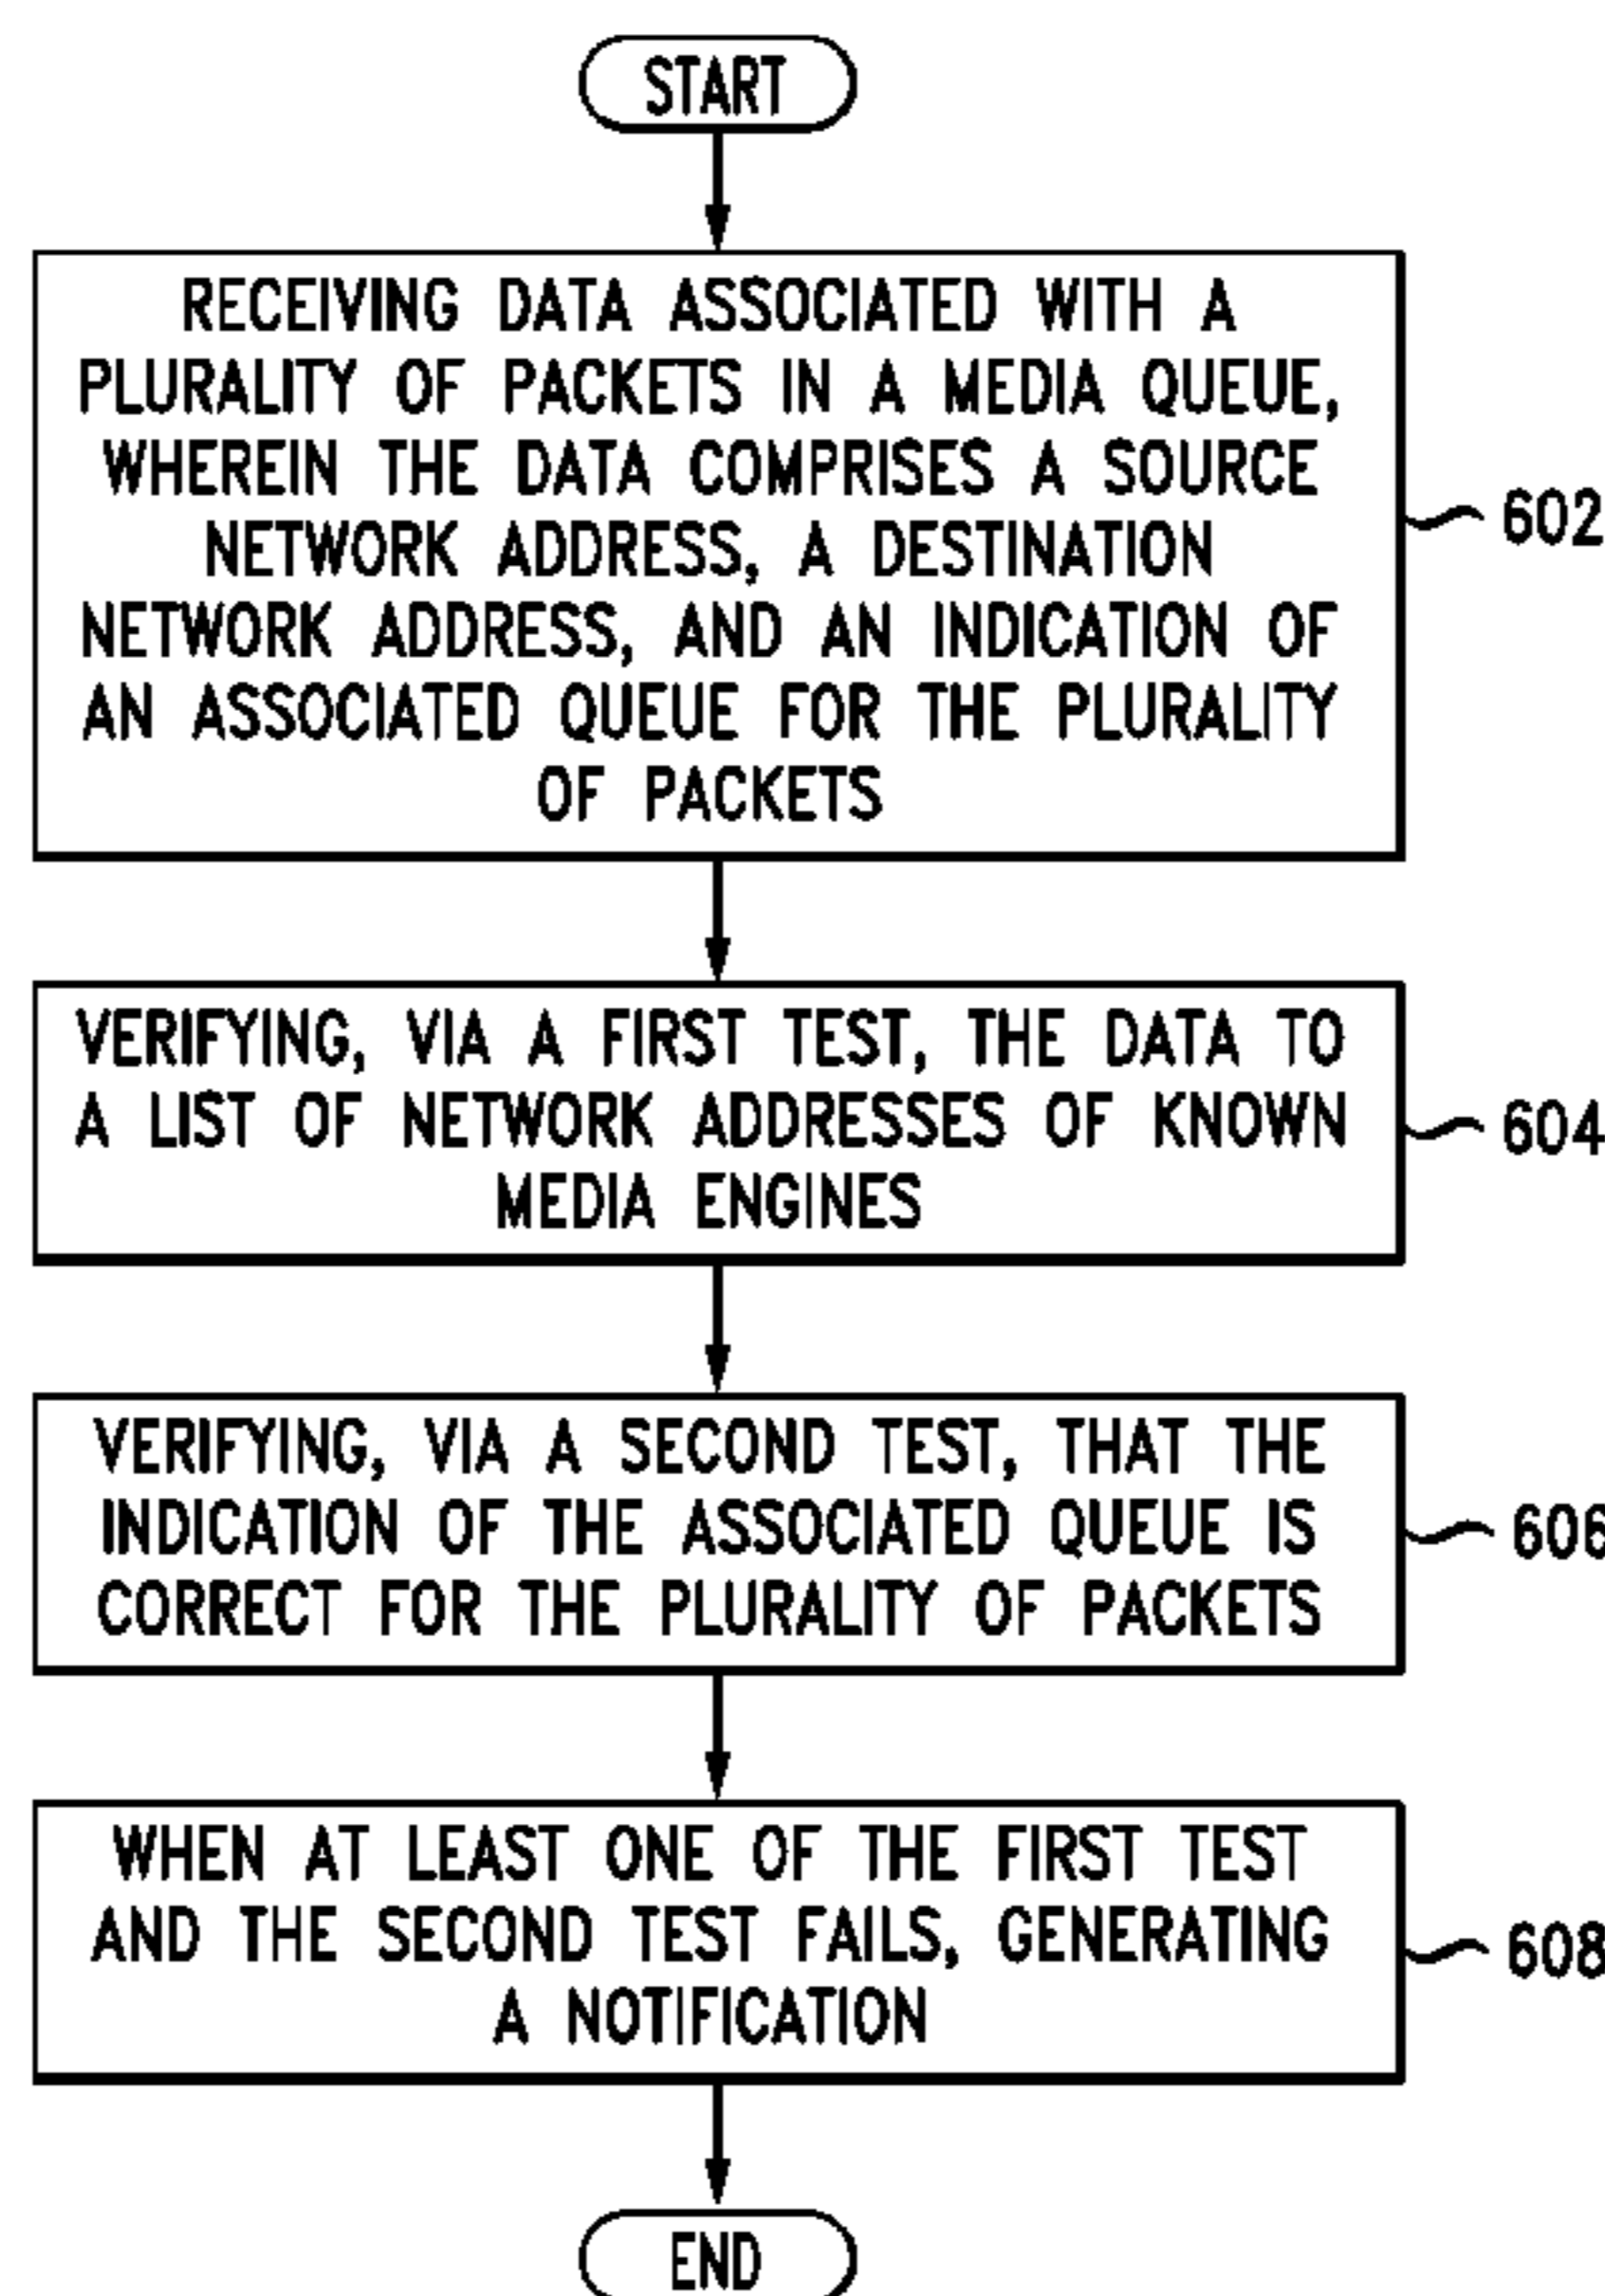 START
RECEIVING DATA ASSOCIATED WITH A
PLURALITY OF PACKETS IN A MEDIA QUEUE,
WHEREIN THE DATA COMPRISES A SOURCE
NETWORK ADDRESS, A DESTINATION
NETWORK ADDRESS, AND AN INDICATION OF
AN ASSOCIATED QUEUE FOR THE PLURALITY
OF PACKETS
602
VERIFYING, VIA A FIRST TEST, THE DATA TO
A LIST OF NETWORK ADDRESSES OF KNOWN
MEDIA ENGINES
604
VERIFYING, VIA A SECOND TEST, THAT THE
INDICATION OF THE ASSOCIATED QUEUE IS
CORRECT FOR THE PLURALITY OF PACKETS
606
WHEN AT LEAST ONE OF THE FIRST TEST
AND THE SECOND TEST FAILS, GENERATING
A NOTIFICATION
608
END